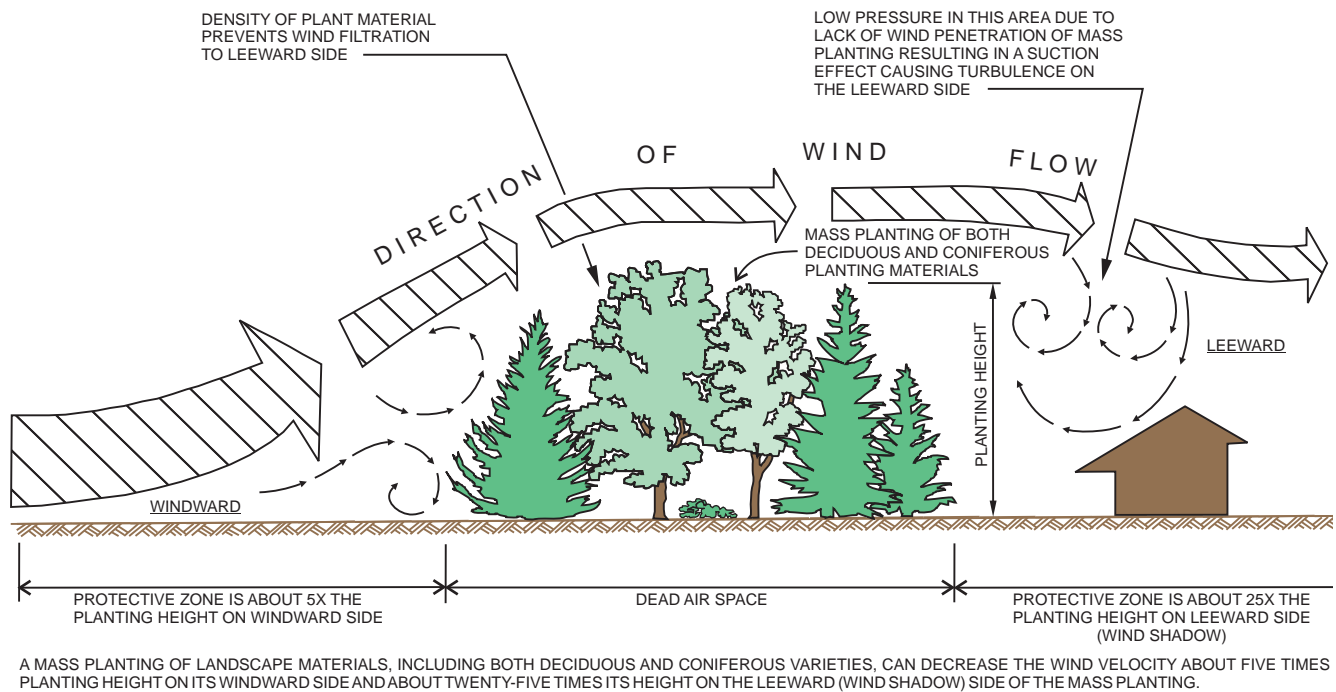 DENSITY OF PLANT MATERIAL
PREVENTS WIND FILTRATION
TO LEEWARD SIDE
LOW PRESSURE IN THIS AREA DUE TO
LACK OF WIND PENETRATION OF MASS
PLANTING RESULTING IN A SUCTION
EFFECT CAUSING TURBULENCE ON
THE LEEWARD SIDE
DIRECTION OF WIND FLOW
MASS PLANTING OF BOTH
DECIDUOUS AND CONIFEROUS
PLANTING MATERIALS
PLANTING HEIGHT
LEEWARD
WINDWARD
PROTECTIVE ZONE IS ABOUT 5X THE
PLANTING HEIGHT ON WINDWARD SIDE
DEAD AIR SPACE
PROTECTIVE ZONE IS ABOUT 25X THE
PLANTING HEIGHT ON LEEWARD SIDE
(WIND SHADOW)
A MASS PLANTING OF LANDSCAPE MATERIALS, INCLUDING BOTH DECIDUOUS AND CONIFEROUS VARIETIES, CAN DECREASE THE WIND VELOCITY ABOUT FIVE TIMES
PLANTING HEIGHT ON ITS WINDWARD SIDE AND ABOUT TWENTY-FIVE TIMES ITS HEIGHT ON THE LEEWARD (WIND SHADOW) SIDE OF THE MASS PLANTING.